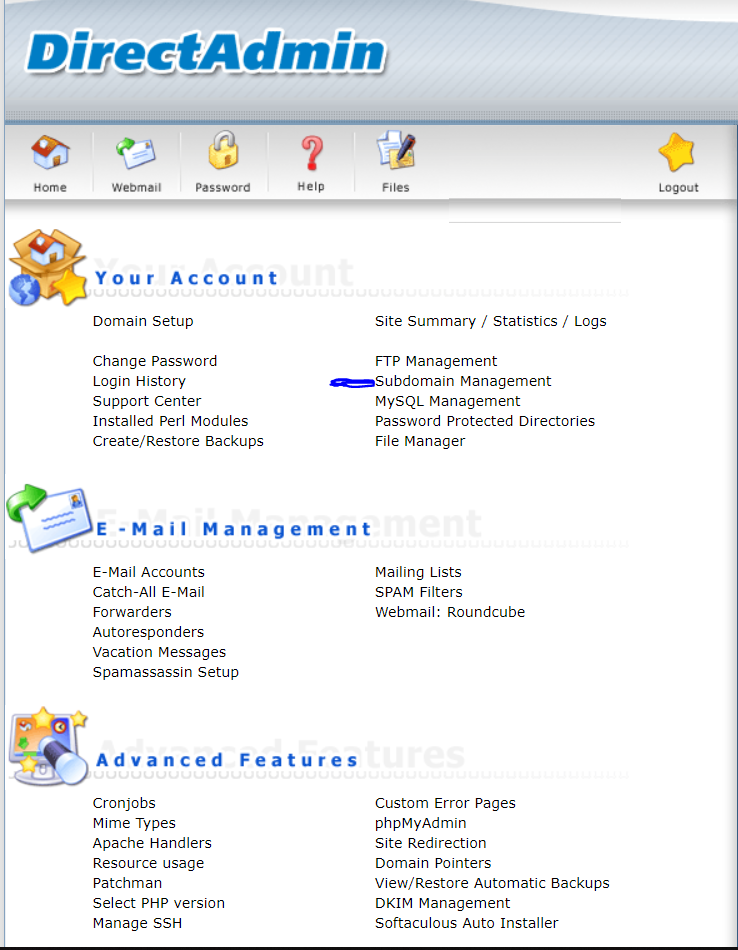 DirectAdmin
Home Webmail Password Help Files Logout
Your Account
Domain Setup
Site Summary / Statistics / Logs
Change Password
FTP Management
Login History
Subdomain Management
Support Center
MySQL Management
Installed Perl Modules
Password Protected Directories
Create/Restore Backups
File Manager
E-Mail Management
E-Mail Accounts
Mailing Lists
Catch-All E-Mail
SPAM Filters
Forwarders
Webmail: Roundcube
Autoresponders
Vacation Messages
Spamassassin Setup
Advanced Features
Cronjobs
Custom Error Pages
Mime Types
phpMyAdmin
Apache Handlers
Site Redirection
Resource usage
Domain Pointers
Patchman
View/Restore Automatic Backups
Select PHP version
DKIM Management
Manage SSH
Softaculous Auto Installer